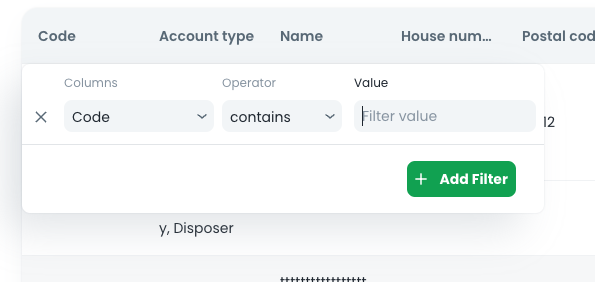 Code Account type Name House num... Postal cod
Columns Operator Value
Code contains Filter value
12
Add Filter
y, Disposer
ttttttttttttttttt